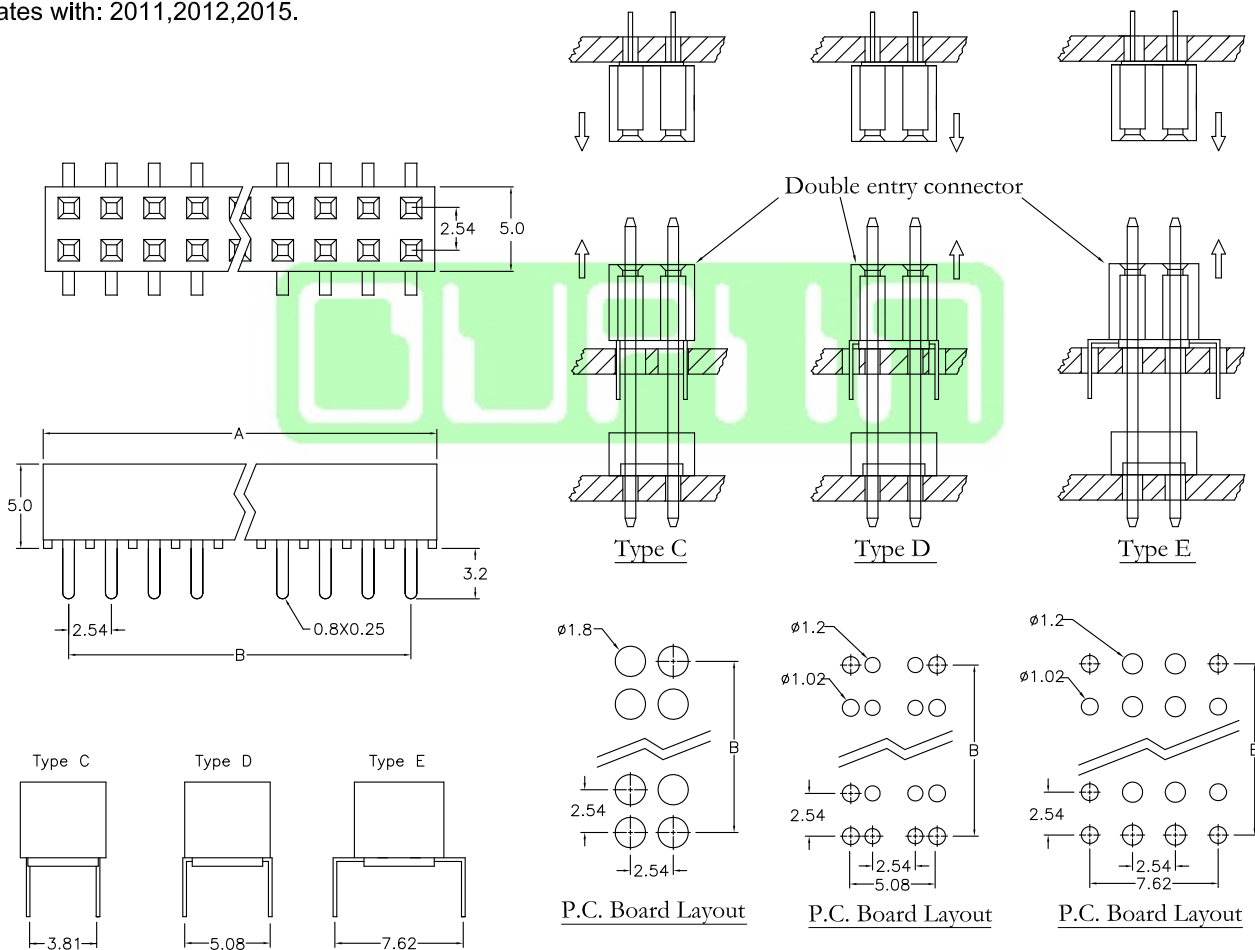 ates with: 2011,2012,2015.
Double entry connector
2.54
5.0
A
5.0
3.2
2.54
0.8X0.25
B
Type C
Type D
Type E
ø1.8
B
2.54
2.54
P.C. Board Layout
ø1.2
ø1.02
B
2.54
2.54
5.08
P.C. Board Layout
ø1.2
ø1.02
B
2.54
2.54
7.62
P.C. Board Layout
Type C
Type D
Type E
3.81
5.08
7.62